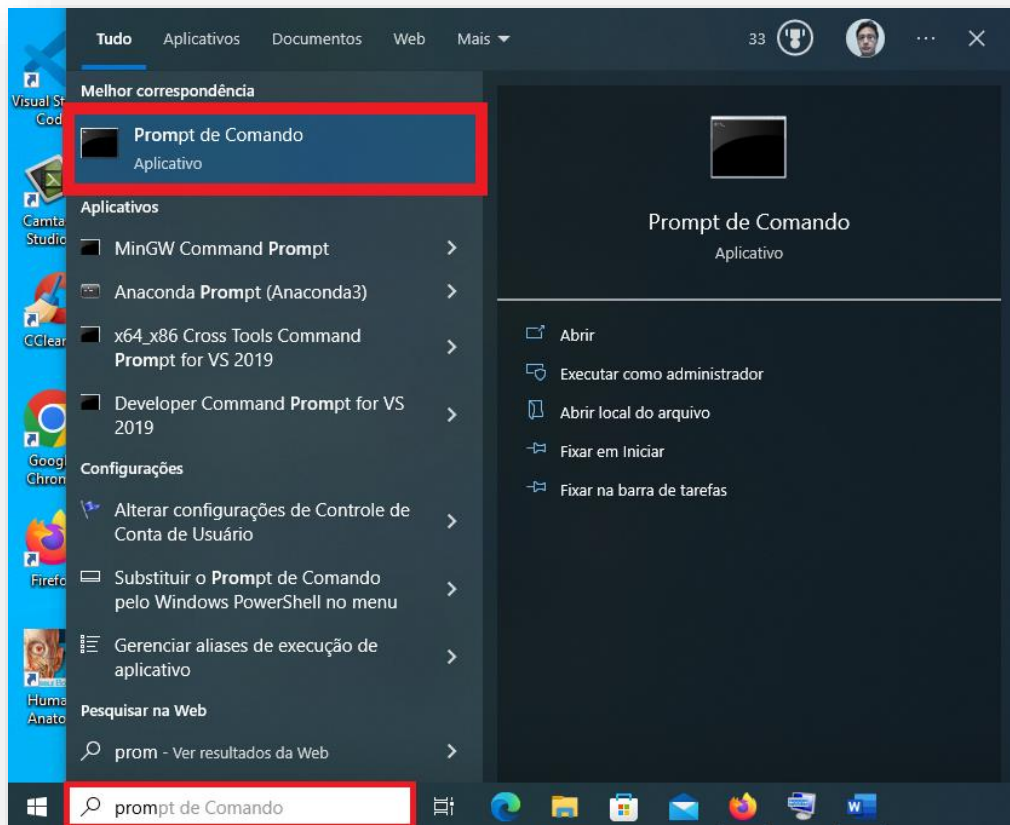 Tudo Aplicativos Documentos Web Mais 33
Visual St
Cod
Camta
Studio
CClear
Googl
Chron
Firefo
Huma
Anato
Melhor correspondência
Prompt de Comando
Aplicativo
Aplicativos
MinGW Command Prompt
Anaconda Prompt (Anaconda3)
x64_x86 Cross Tools Command
Prompt for VS 2019
Developer Command Prompt for VS
2019
Configurações
Alterar configurações de Controle de
Conta de Usuário
Substituir o Prompt de Comando
pelo Windows PowerShell no menu
Gerenciar aliases de execução de
aplicativo
Pesquisar na Web
prom - Ver resultados da Web
Prompt de Comando
Aplicativo
Abrir
Executar como administrador
Abrir local do arquivo
Fixar em Iniciar
Fixar na barra de tarefas
prompt de Comando
W